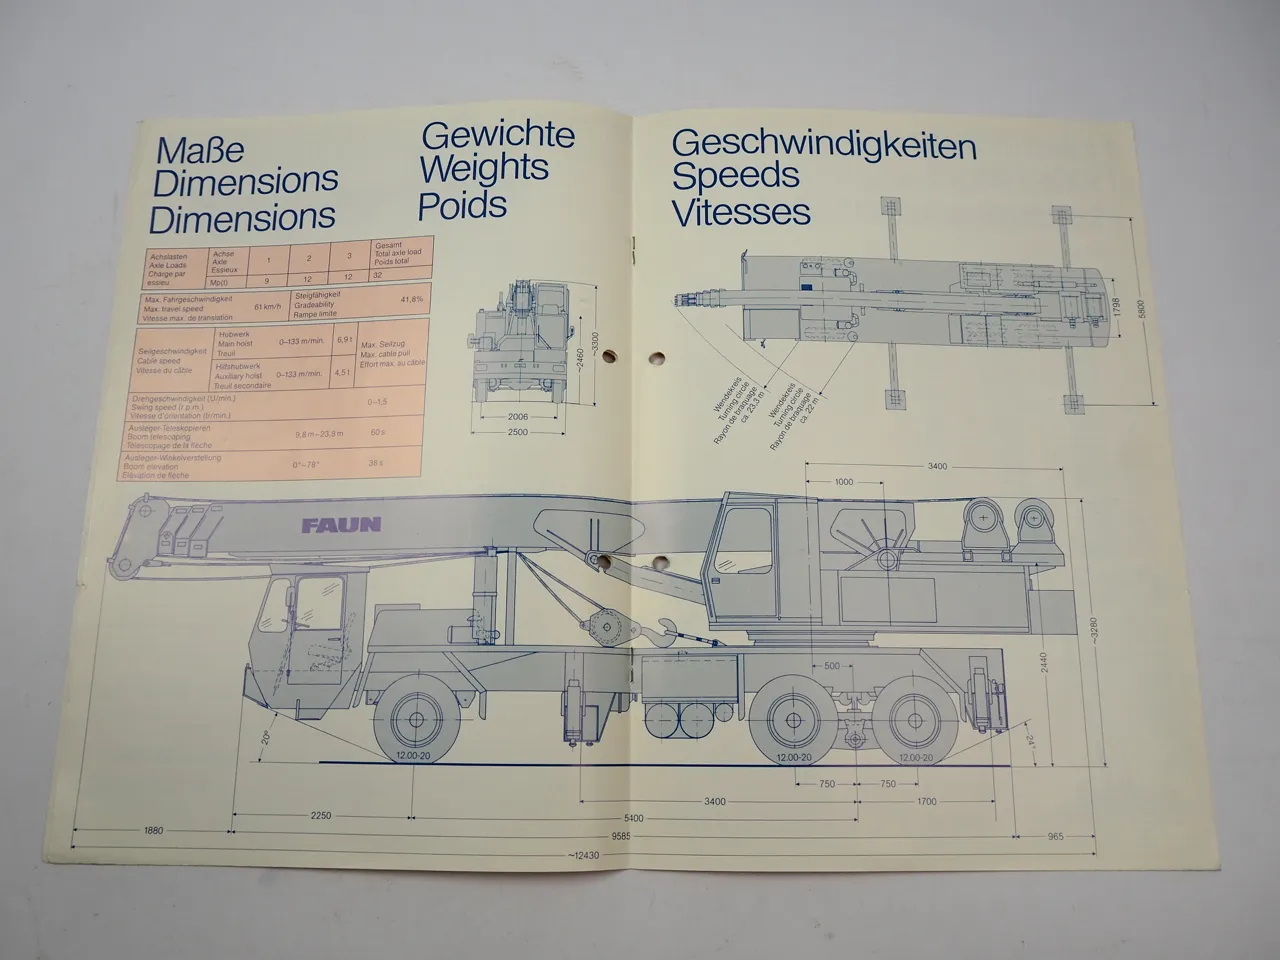 Maße
Dimensions
Dimensions
Gewichte
Weights
Poids
Geschwindigkeiten
Speeds
Vitesses
Achslasten
Axle Loads
Charge par
essieu
Achse
Axle
Essieux
1
2
3
Gesamt
Total axle load
Poids total
Mp(t)
9
12
12
32
Max. Fahrgeschwindigkeit
Max. travel speed
Vitesse max. de translation
61 km/h
Steigfähigkeit
Gradeability
Rampe limite
41,8%
Seilgeschwindigkeit
Cable speed
Vitesse du câble
Hubwerk
Main hoist
Treuil
0–133 m/min.
6,9 t
Hilfshubwerk
Auxiliary hoist
Treuil secondaire
0–133 m/min.
4,5 t
Max. Seilzug
Max. cable pull
Effort max. au câble
Drehgeschwindigkeit (U/min.)
Swing speed (r.p.m.)
Vitesse d'orientation (tr/min.)
0–1,5
Ausleger-Teleskopieren
Boom telescoping
Télescopage de la flèche
9,8 m–23,8 m
60 s
Ausleger-Winkelverstellung
Boom elevation
Elévation de flèche
0°–78°
38 s
~2460
~3300
2006
2500
1798
5800
Wendekreis
Turning circle
Rayon de braquage
ca. 23,3 m
Wendekreis
Turning circle
Rayon de braquage
ca. 22 m
3400
1000
FAUN
500
2440
~3280
20°
24°
12.00-20
12.00-20
12.00-20
750
750
3400
1700
2250
5400
1880
9585
965
~12430